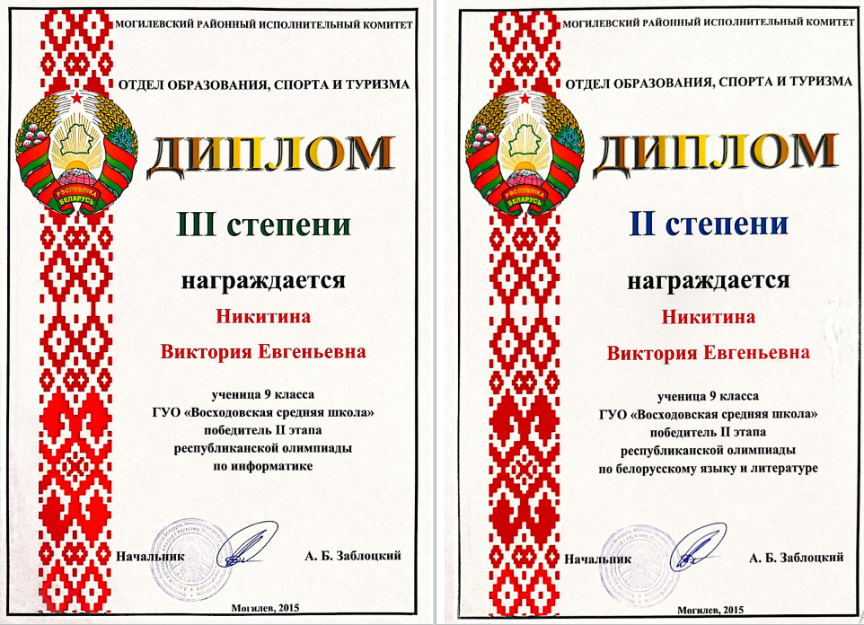 МОГИЛЕВСКИЙ РАЙОННЫЙ ИСПОЛНИТЕЛЬНЫЙ КОМИТЕТ
ОТДЕЛ ОБРАЗОВАНИЯ, СПОРТА И ТУРИЗМА
РЭСПУБЛІКА
БЕЛАРУСЬ
ДИПЛОМ
III степени
награждается
Никитина
Виктория Евгеньевна
ученица 9 класса
ГУО «Восходовская средняя школа»
победитель II этапа
республиканской олимпиады
по информатике
Начальник
А. Б. Заблоцкий
Могилев, 2015
МОГИЛЕВСКИЙ РАЙОННЫЙ ИСПОЛНИТЕЛЬНЫЙ КОМИТЕТ
ОТДЕЛ ОБРАЗОВАНИЯ, СПОРТА И ТУРИЗМА
РЭСПУБЛІКА
БЕЛАРУСЬ
ДИПЛОМ
II степени
награждается
Никитина
Виктория Евгеньевна
ученица 9 класса
ГУО «Восходовская средняя школа»
победитель II этапа
республиканской олимпиады
по белорусскому языку и литературе
Начальник
А. Б. Заблоцкий
Могилев, 2015